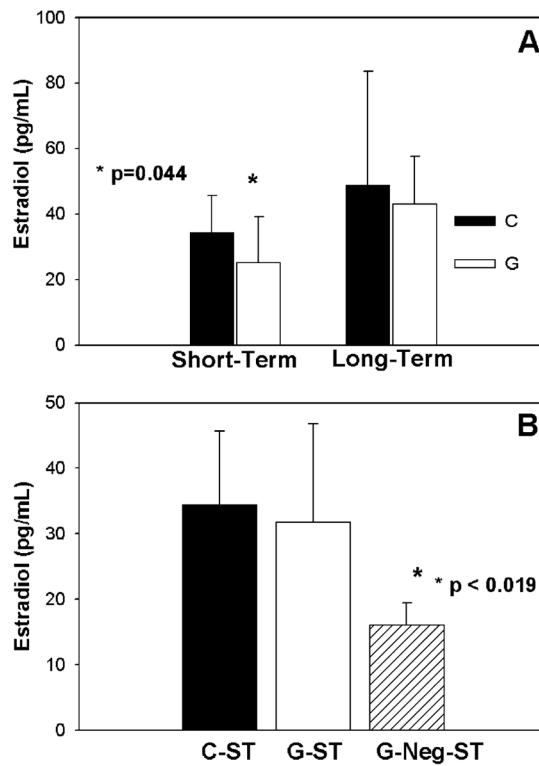 A
100
80
60
40
20
0
Estradiol (pg/mL)
* p=0.044
*
C
G
Short-Term Long-Term
B
50
40
30
20
10
0
Estradiol (pg/mL)
*
* p < 0.019
C-ST G-ST G-Neg-ST